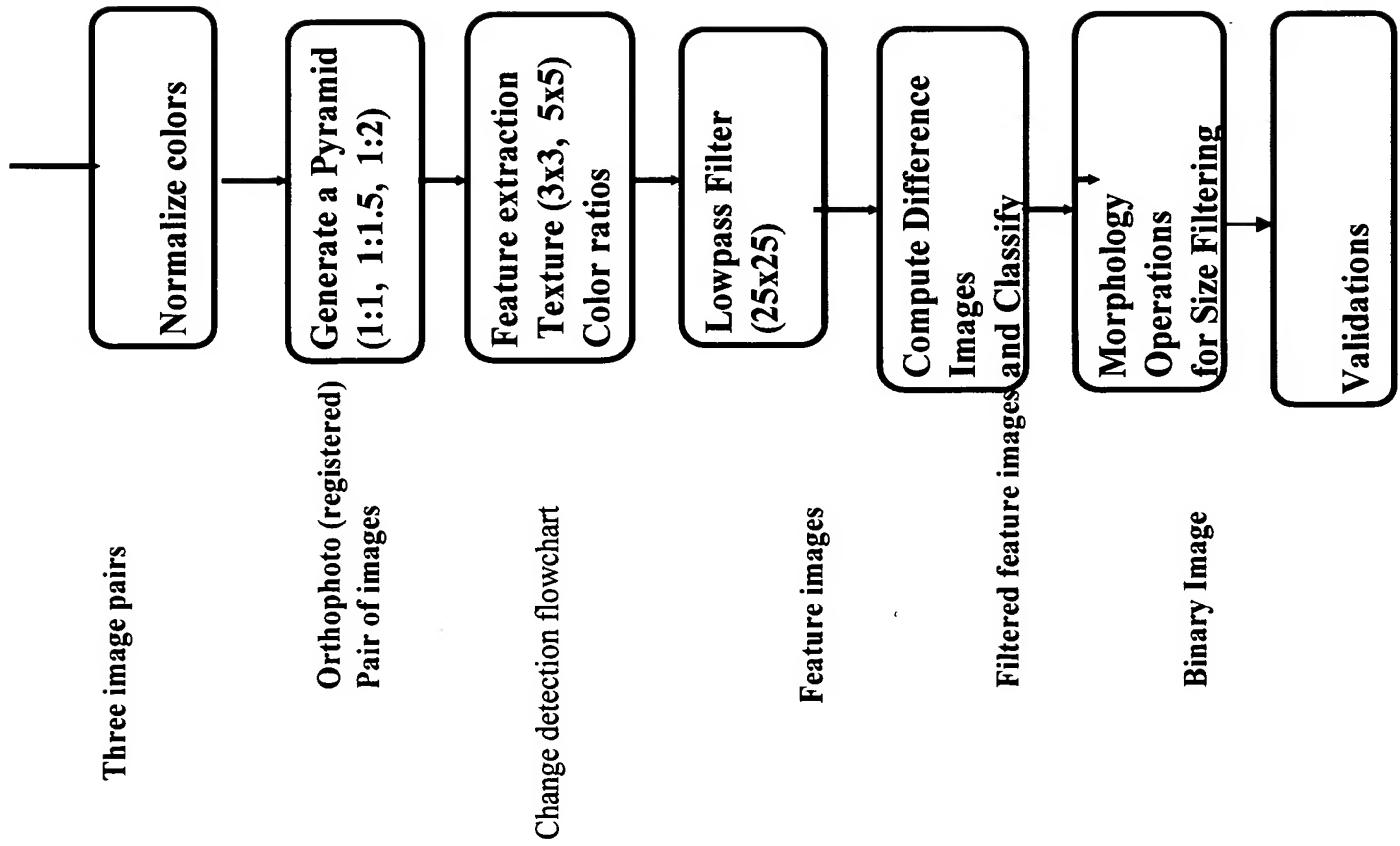 Three image pairs
Normalize colors
Orthophoto (registered)
Pair of images
Generate a Pyramid
(1:1, 1:1.5, 1:2)
Change detection flowchart
Feature extraction
Texture (3x3, 5x5)
Color ratios
Lowpass Filter
(25x25)
Feature images
Compute Difference
Images
and Classify
Filtered feature images
Morphology
Operations
for Size Filtering
Binary Image
Validations